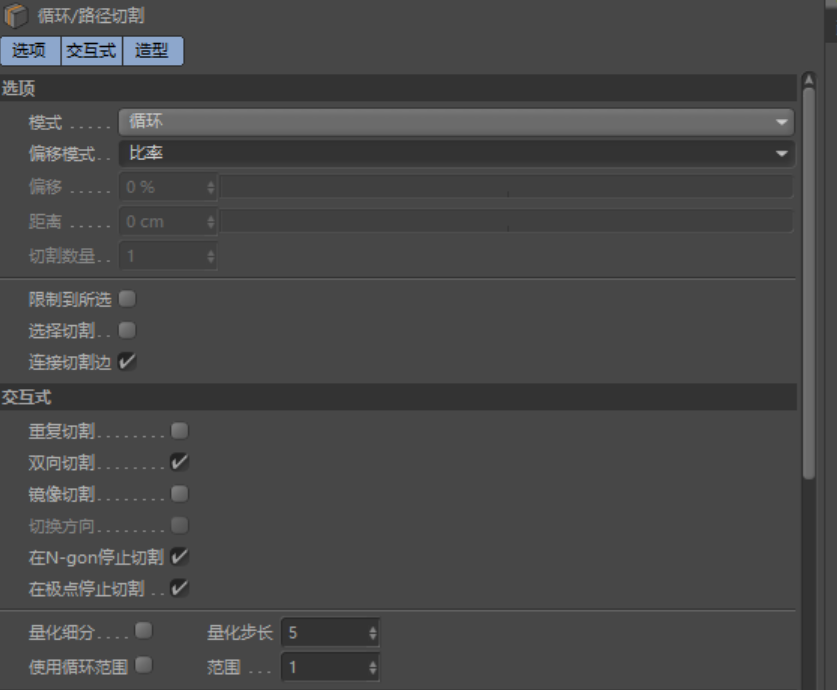 循环/路径切割
选项 交互式 造型
选项
模式 ..... 循环
偏移模式.. 比率
偏移 ..... 0 %
距离 ..... 0 cm
切割数量.. 1
限制到所选
选择切割..
连接切割边
交互式
重复切割........
双向切割........
镜像切割........
切换方向........
在N-gon停止切割
在极点停止切割 ..
量化细分.... 量化步长 5
使用循环范围 范围 ... 1